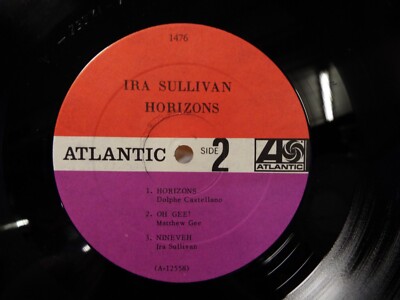 1476
IRA SULLIVAN
HORIZONS
ATLANTIC SIDE 2 ATLANTIC
1. HORIZONS
Dolphe Castellano
2. OH GEE!
Matthew Gee
3. NINEVEH
Ira Sullivan
(A-12558)